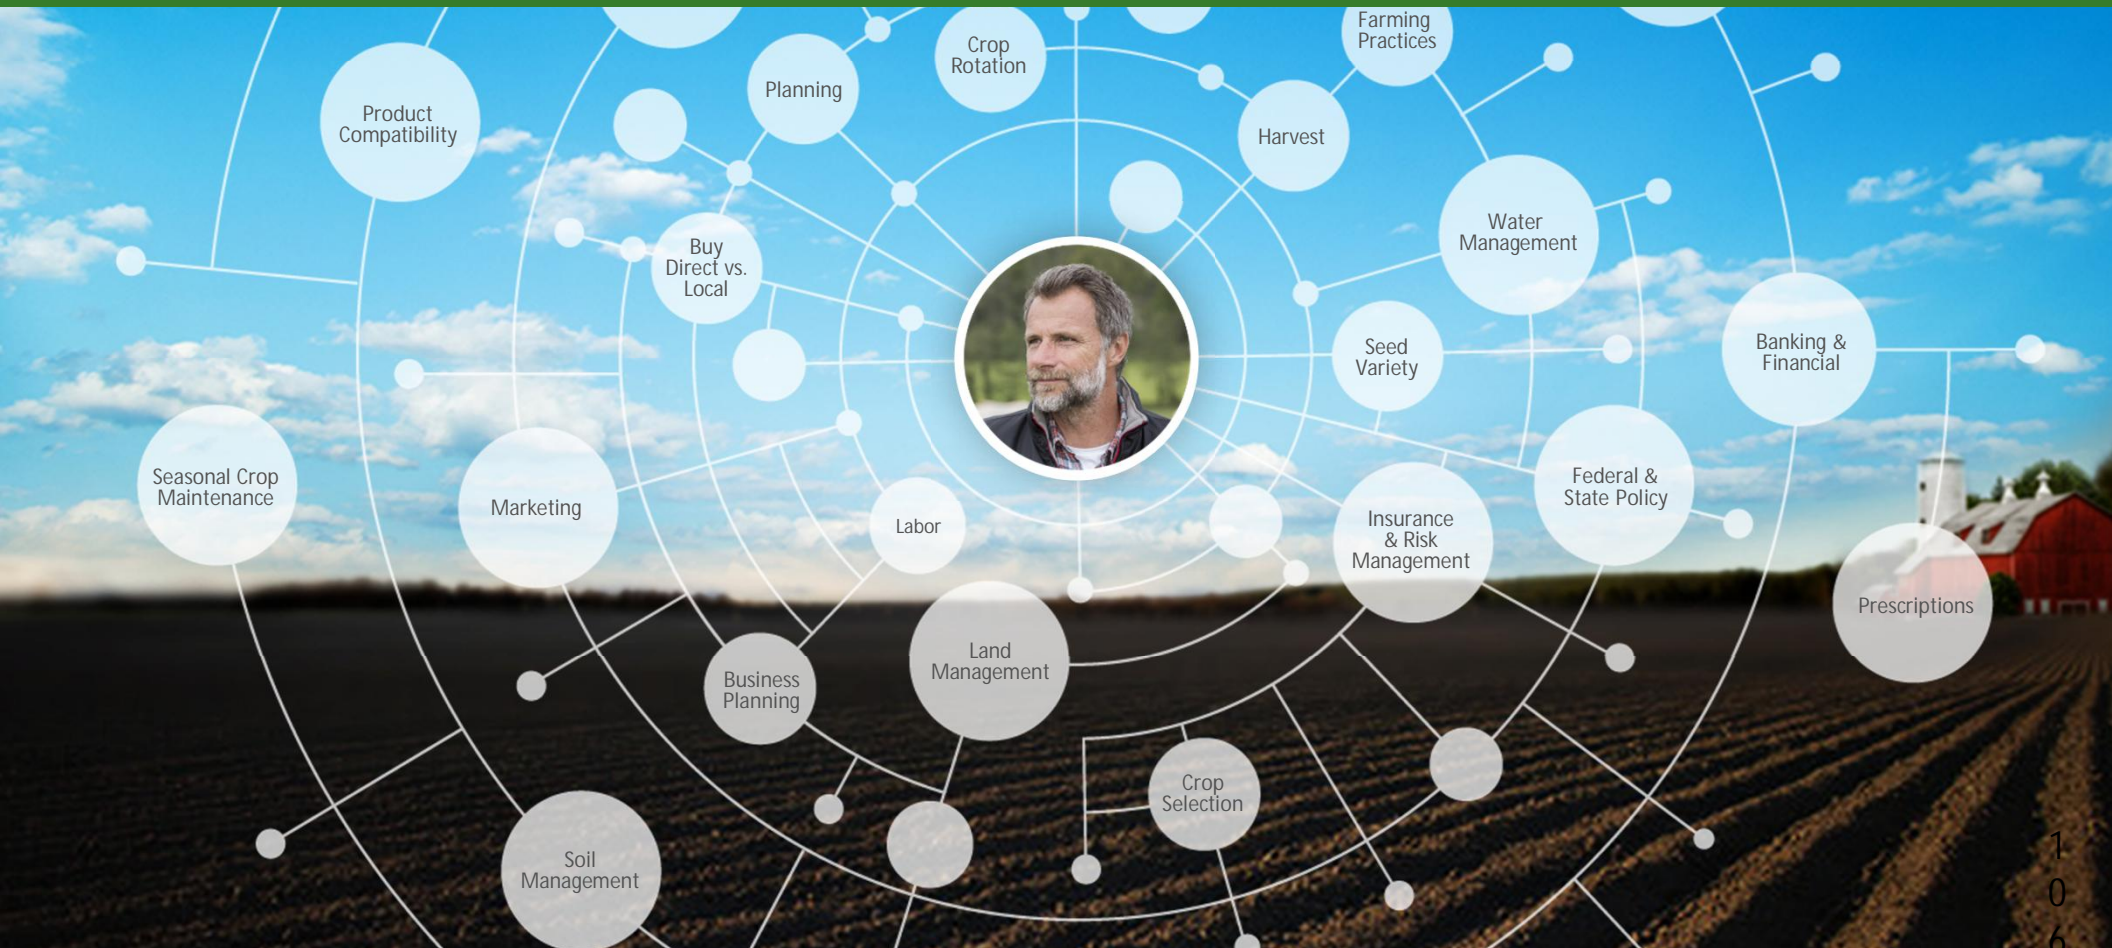 Farming
Practices
Crop
Rotation
Planning
Product
Compatibility
Harvest
Water
Management
Buy
Direct vs.
Local
Seed
Variety
Banking &
Financial
Seasonal Crop
Maintenance
Marketing
Labor
Federal &
State Policy
Insurance
& Risk
Management
Prescriptions
Land
Management
Business
Planning
Crop
Selection
Soil
Management
1
0
6